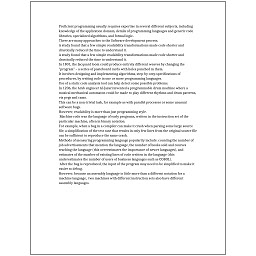 Proficient programming usually requires expertise in several different subjects, including
knowledge of the application domain, details of programming languages and generic code
libraries, specialized algorithms, and formal logic.
There are many approaches to the Software development process.
A study found that a few simple readability transformations made code shorter and
drastically reduced the time to understand it.
A study found that a few simple readability transformations made code shorter and
drastically reduced the time to understand it.
In 1801, the Jacquard loom could produce entirely different weaves by changing the
"program" - a series of pasteboard cards with holes punched in them.
It involves designing and implementing algorithms, step-by-step specifications of
procedures, by writing code in one or more programming languages.
Use of a static code analysis tool can help detect some possible problems.
In 1206, the Arab engineer Al-Jazari invented a programmable drum machine where a
musical mechanical automaton could be made to play different rhythms and drum patterns,
via pegs and cams.
This can be a non-trivial task, for example as with parallel processes or some unusual
software bugs.
However, readability is more than just programming style.
Machine code was the language of early programs, written in the instruction set of the
particular machine, often in binary notation.
For example, when a bug in a compiler can make it crash when parsing some large source
file, a simplification of the test case that results in only few lines from the original source file
can be sufficient to reproduce the same crash.
Methods of measuring programming language popularity include: counting the number of
job advertisements that mention the language, the number of books sold and courses
teaching the language (this overestimates the importance of newer languages), and
estimates of the number of existing lines of code written in the language (this
underestimates the number of users of business languages such as COBOL).
After the bug is reproduced, the input of the program may need to be simplified to make it
easier to debug.
However, because an assembly language is little more than a different notation for a
machine language, two machines with different instruction sets also have different
assembly languages.